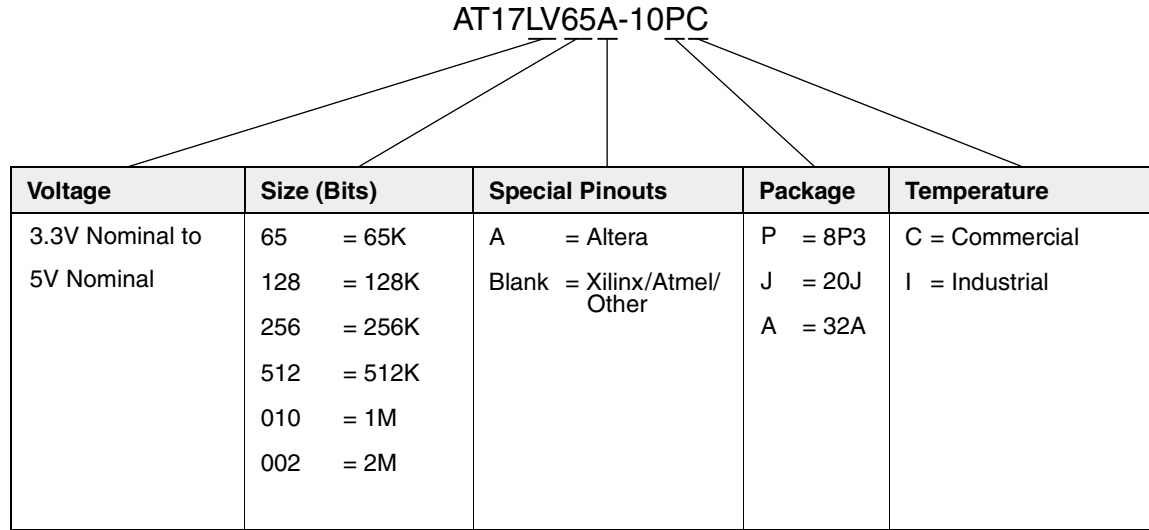 AT17LV65A-10PC
Voltage Size (Bits) Special Pinouts Package Temperature
3.3V Nominal to
5V Nominal
65 = 65K
128 = 128K
256 = 256K
512 = 512K
010 = 1M
002 = 2M
A = Altera
Blank = Xilinx/Atmel/
Other
P = 8P3
J = 20J
A = 32A
C = Commercial
I = Industrial